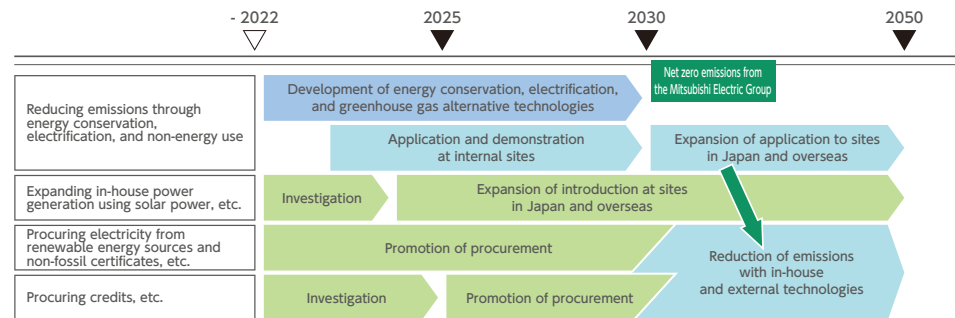 - 2022
2025
2030
2050
Net zero emissions from
the Mitsubishi Electric Group
Reducing emissions through
energy conservation,
electrification, and non-energy use
Development of energy conservation, electrification,
and greenhouse gas alternative technologies
Application and demonstration
at internal sites
Expansion of application to sites
in Japan and overseas
Expanding in-house power
generation using solar power, etc.
Investigation
Expansion of introduction at sites
in Japan and overseas
Procuring electricity from
renewable energy sources and
non-fossil certificates, etc.
Promotion of procurement
Reduction of emissions
with in-house
and external technologies
Procuring credits, etc.
Investigation
Promotion of procurement